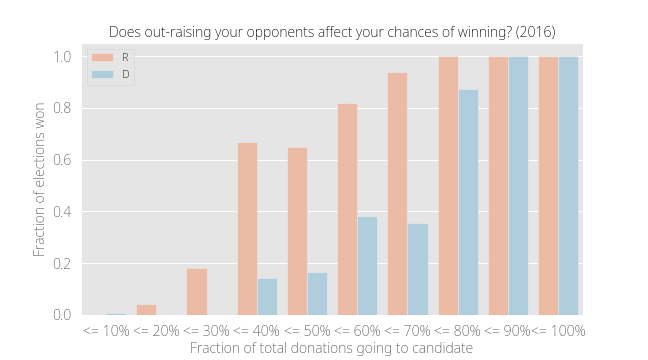 Does out-raising your opponents affect your chances of winning? (2016)
R
D
Fraction of elections won
1.0
0.8
0.6
0.4
0.2
0.0
<= 10% <= 20% <= 30% <= 40% <= 50% <= 60% <= 70% <= 80% <= 90% <= 100%
Fraction of total donations going to candidate